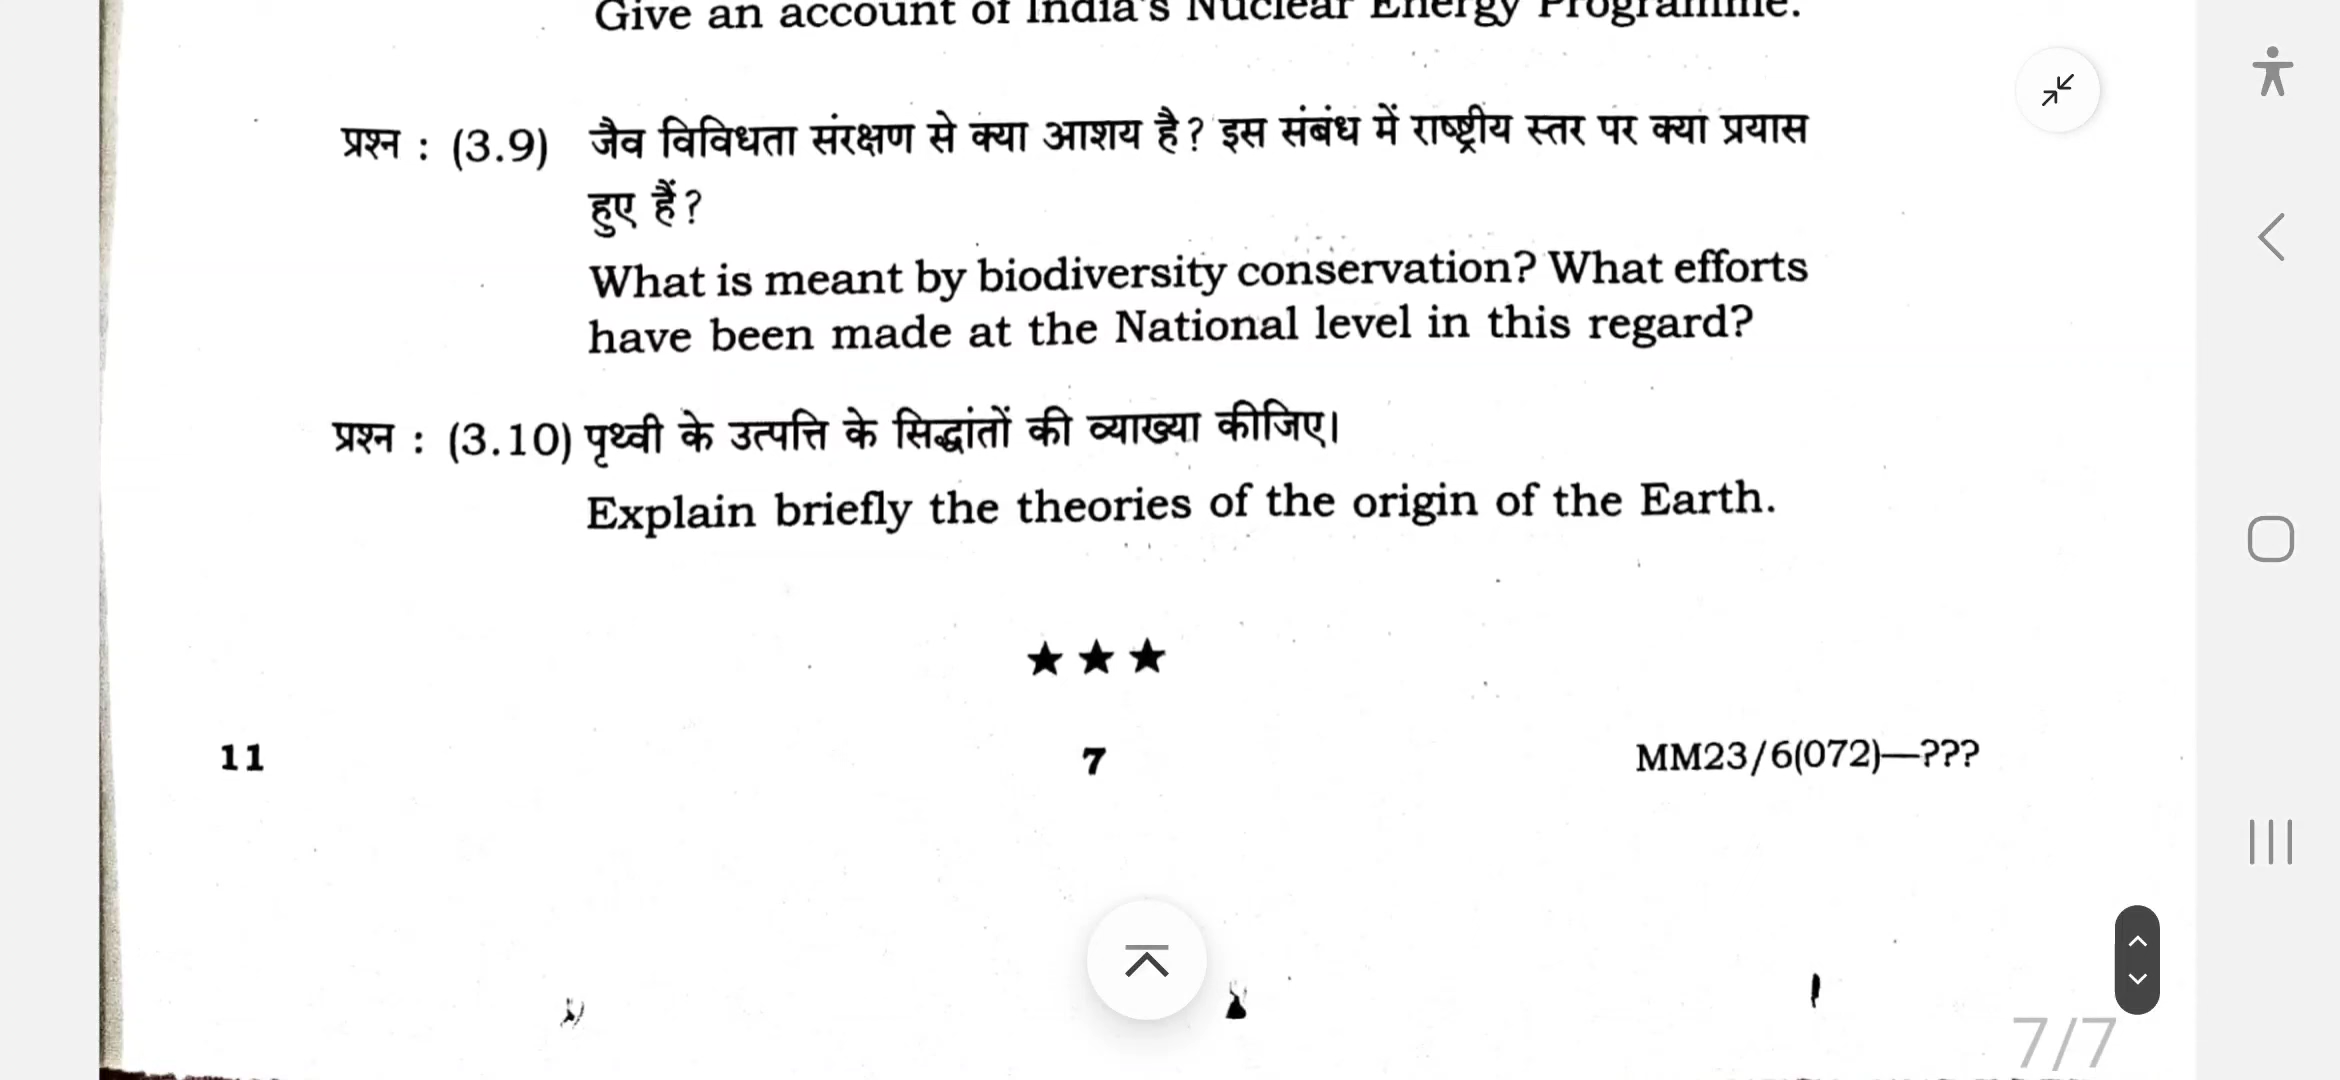 Give an account of India's Nuclear Energy Programme.
प्रश्न : (3.9) जैव विविधता संरक्षण से क्या आशय है? इस संबंध में राष्ट्रीय स्तर पर क्या प्रयास
हुए हैं?
What is meant by biodiversity conservation? What efforts
have been made at the National level in this regard?
प्रश्न : (3.10) पृथ्वी के उत्पत्ति के सिद्धांतों की व्याख्या कीजिए।
Explain briefly the theories of the origin of the Earth.
★ ★ ★
11 7 MM23/6(072)—???
7/7